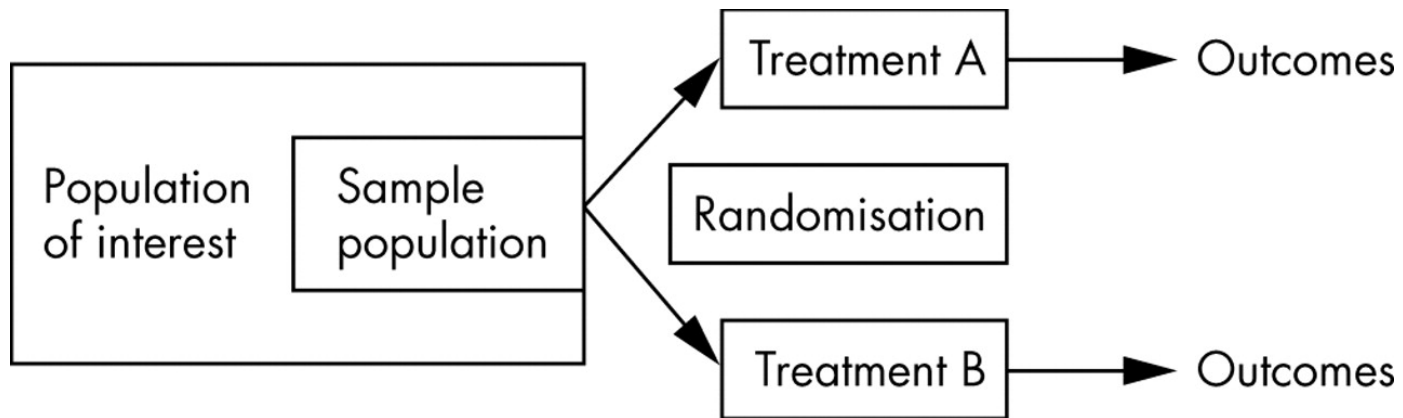 Treatment A
Outcomes
Population
of interest
Sample
population
Randomisation
Treatment B
Outcomes